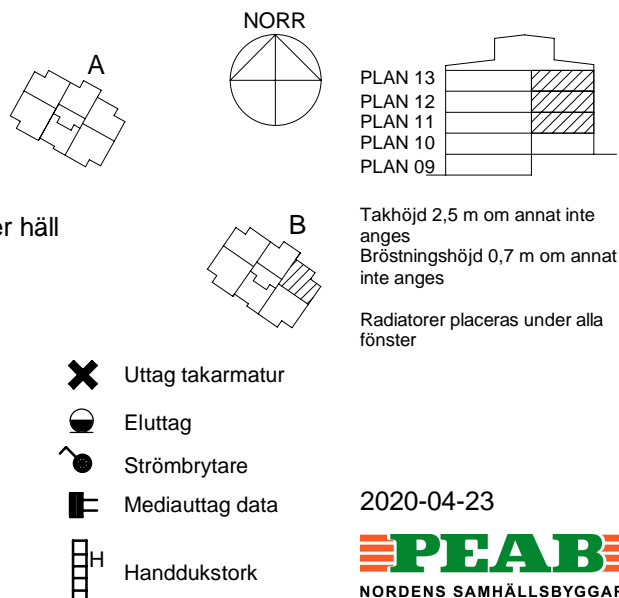 NORR
A
PLAN 13
PLAN 12
PLAN 11
PLAN 10
PLAN 09
er häll
B
Takhöjd 2,5 m om annat inte
anges
Bröstningshöjd 0,7 m om annat
inte anges
Radiatorer placeras under alla
fönster
Uttag takarmatur
Eluttag
Strömbrytare
Mediauttag data
H
Handdukstork
2020-04-23
PEAB
NORDENS SAMHÄLLSBYGGAR